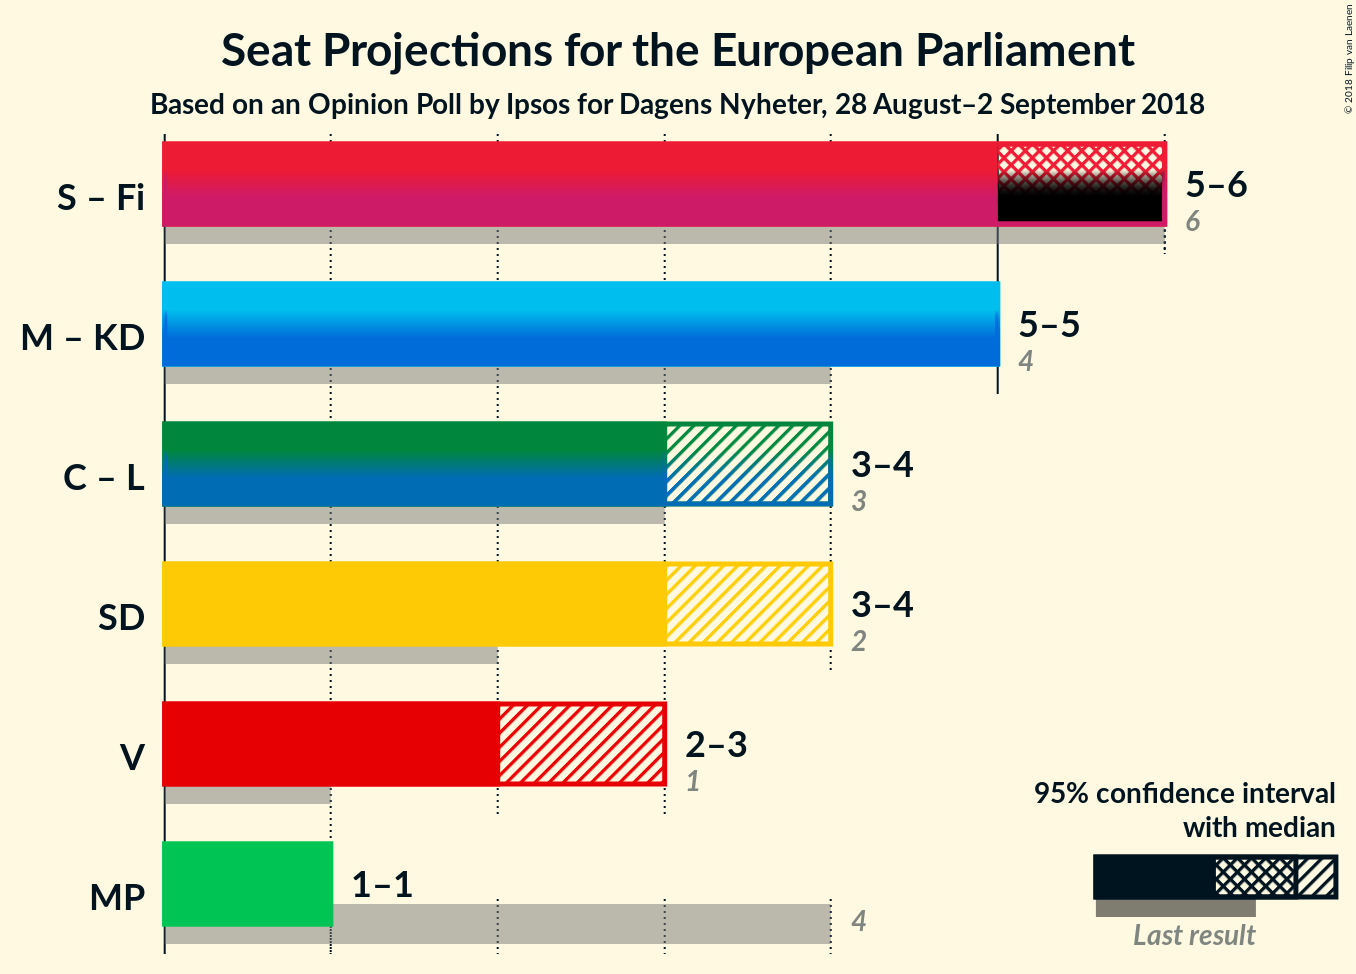 Seat Projections for the European Parliament
Based on an Opinion Poll by Ipsos for Dagens Nyheter, 28 August–2 September 2018
© 2018 Filip van Laenen
S – Fi
5–6
6
M – KD
5–5
4
C – L
3–4
3
SD
3–4
2
V
2–3
1
MP
1–1
4
95% confidence interval
with median
Last result